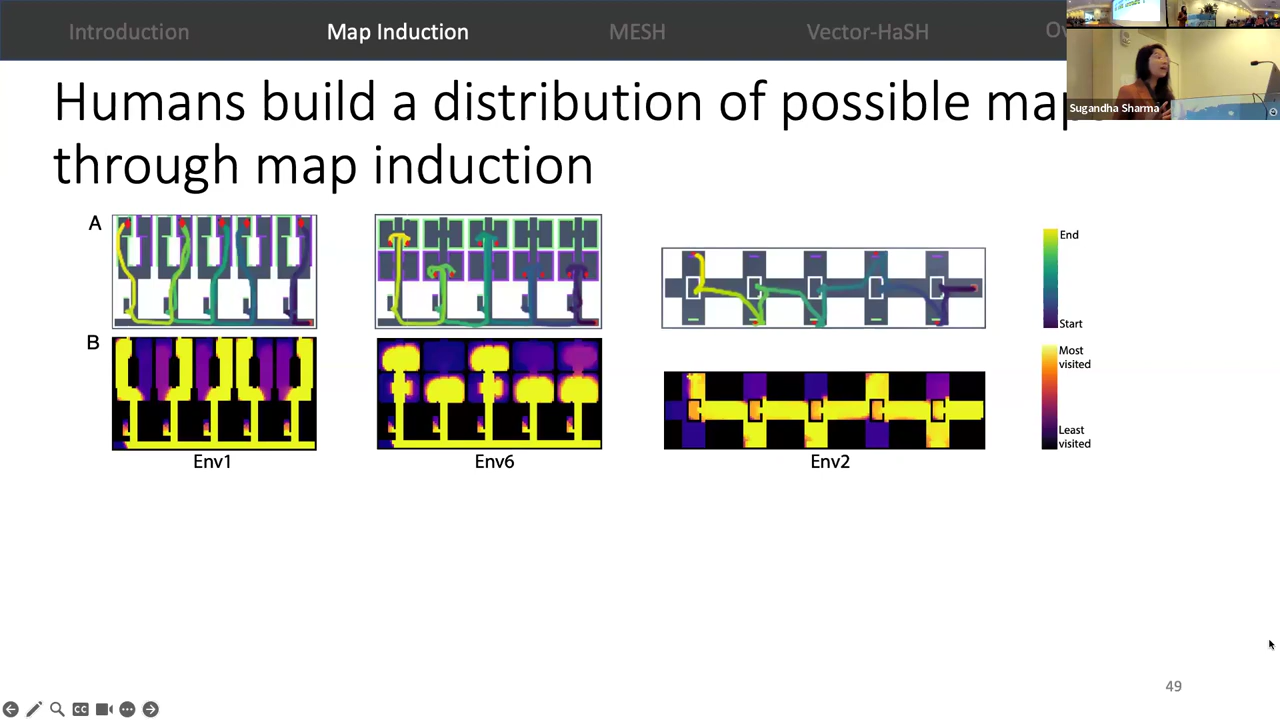 Introduction
Map Induction
MESH
Vector-HaSH
Sugandha Sharma
Humans build a distribution of possible
through map induction
A
End
Start
B
Most
visited
Least
visited
Env1
Env6
Env2
49
CC